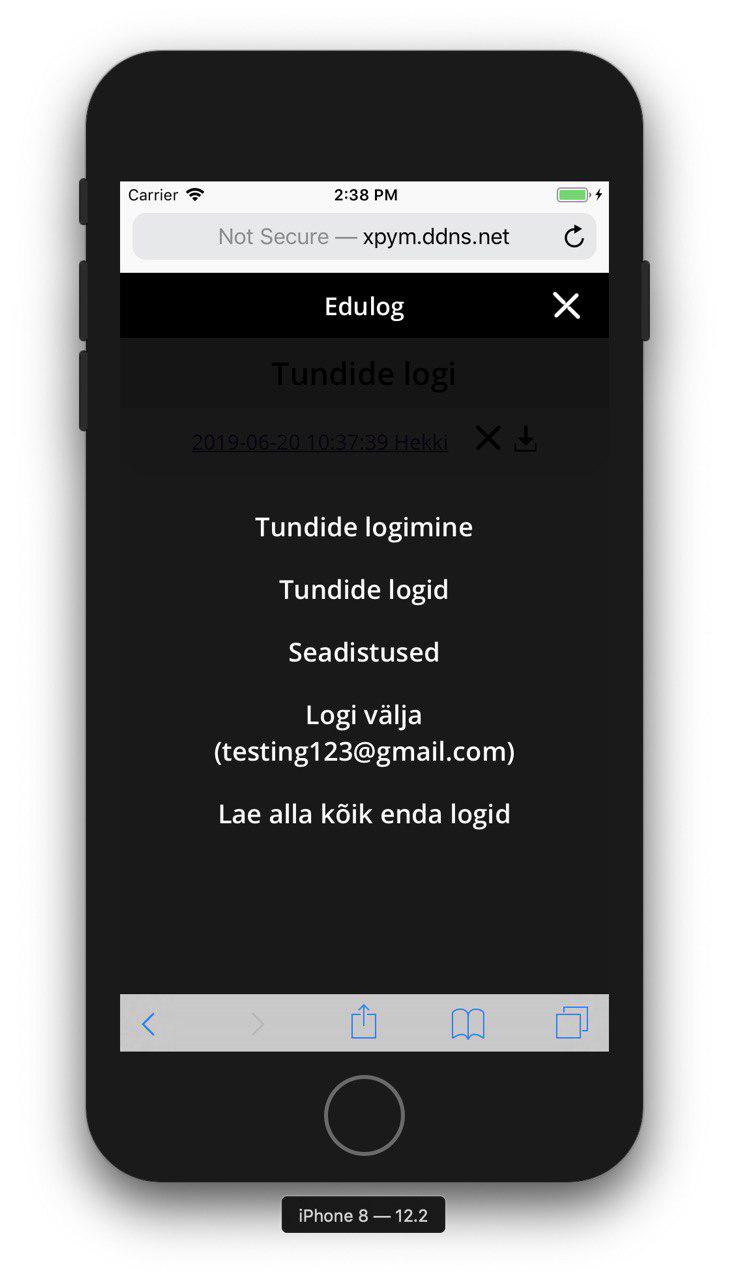 Carrier 2:38 PM
Not Secure — xpym.ddns.net
Edulog
Tundide logi
2019-06-20 10:37:39 Hekki
Tundide logimine
Tundide logid
Seadistused
Logi välja
(testing123@gmail.com)
Lae alla kõik enda logid
iPhone 8 — 12.2